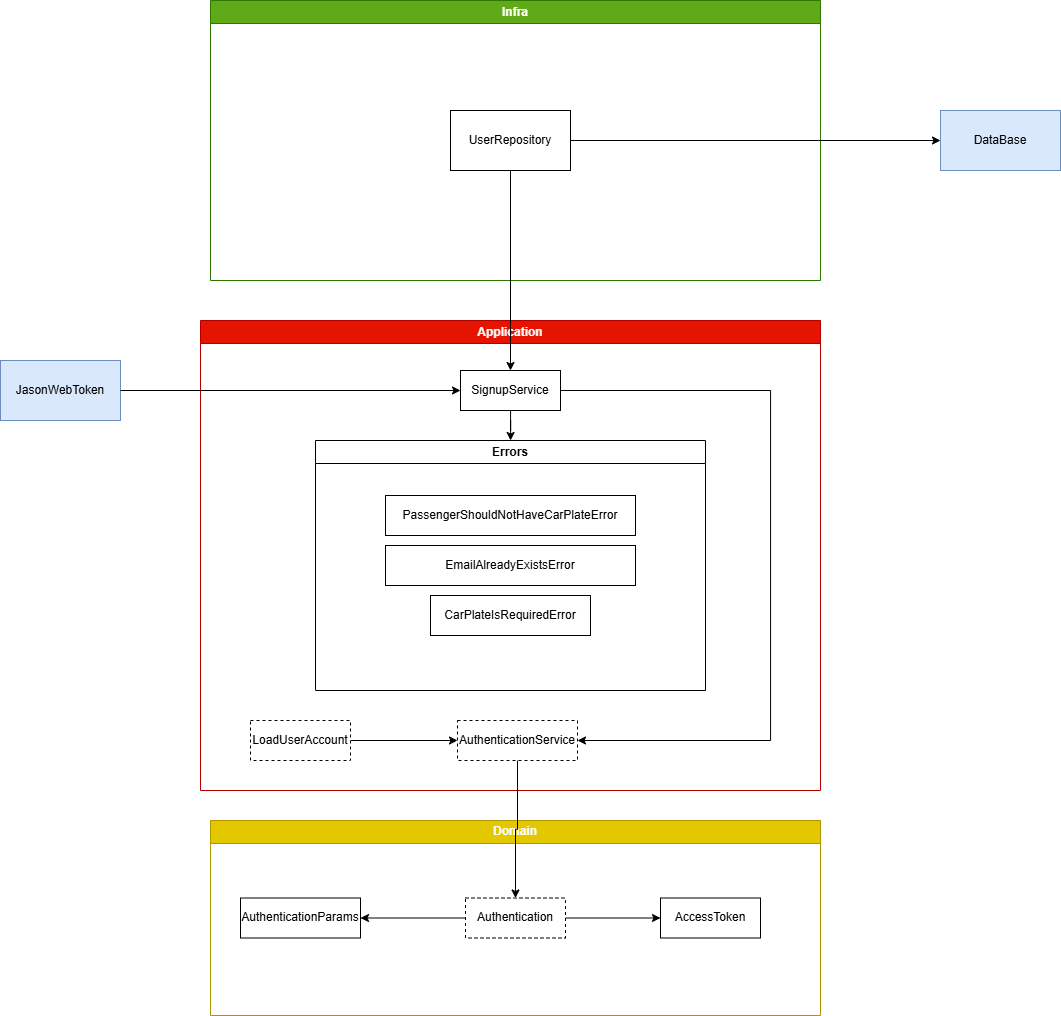 Infra
UserRepository
DataBase
Application
JasonWebToken
SignupService
Errors
PassengerShouldNotHaveCarPlateError
EmailAlreadyExistsError
CarPlateIsRequiredError
LoadUserAccount
AuthenticationService
Domain
AuthenticationParams
Authentication
AccessToken